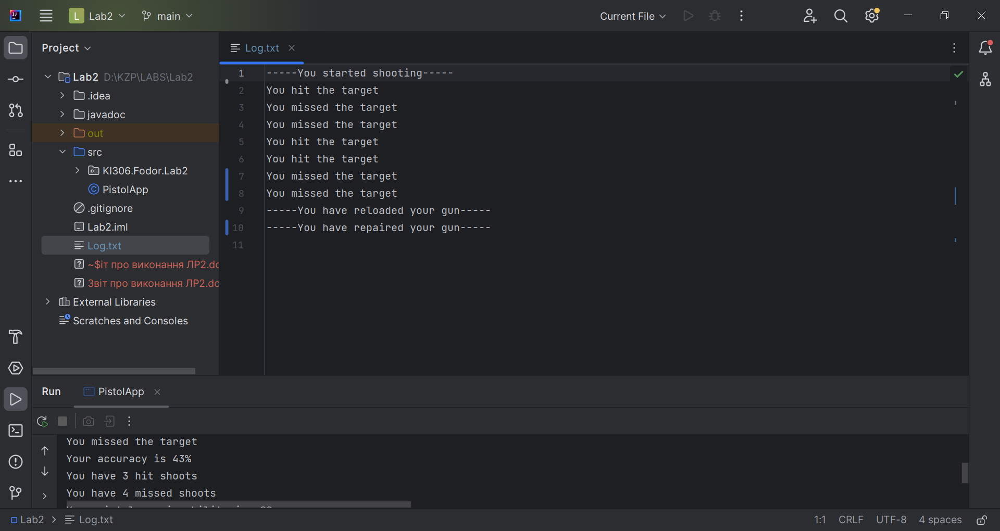 L Lab2 main Current File
Project
Log.txt
Lab2 D:\KZP\LABS\Lab2
.idea
javadoc
out
src
KI306.Fodor.Lab2
PistolApp
.gitignore
Lab2.iml
Log.txt
~$іт про виконання ЛР2.dc
Звіт про виконання ЛР2.dc
External Libraries
Scratches and Consoles
1 -----You started shooting-----
2 You hit the target
3 You missed the target
4 You missed the target
5 You hit the target
6 You hit the target
7 You missed the target
8 You missed the target
9 -----You have reloaded your gun-----
10 -----You have repaired your gun-----
11
Run PistolApp
You missed the target
Your accuracy is 43%
You have 3 hit shoots
You have 4 missed shoots
Lab2 Log.txt 1:1 CRLF UTF-8 4 spaces